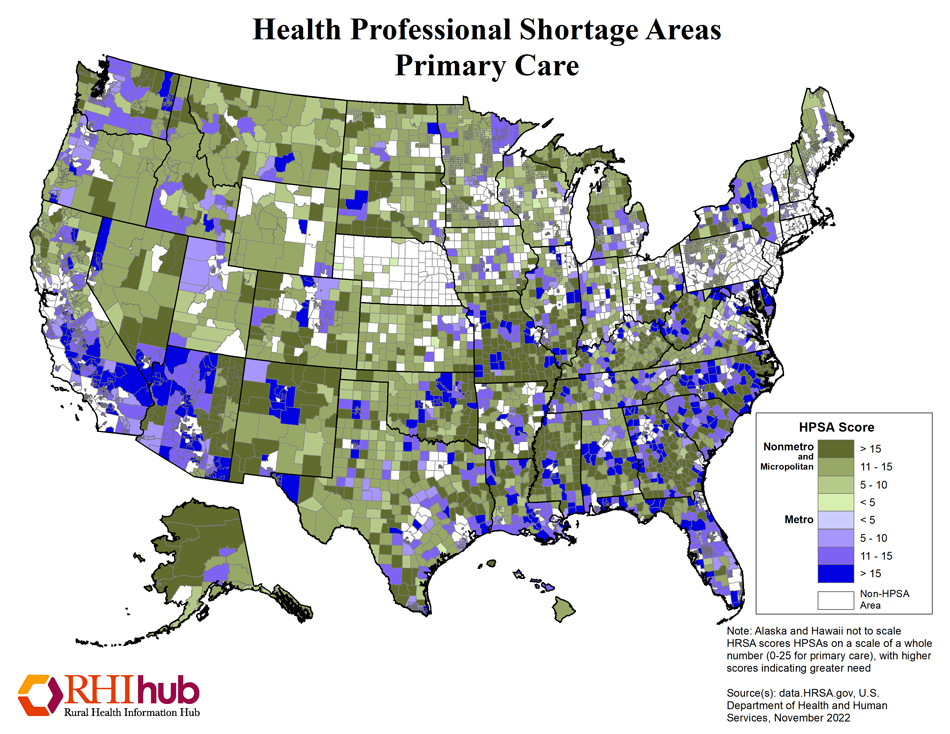 Health Professional Shortage Areas
Primary Care
HPSA Score
Nonmetro
and
Micropolitan
> 15
11 - 15
5 - 10
< 5
Metro
< 5
5 - 10
11 - 15
> 15
Non-HPSA
Area
Note: Alaska and Hawaii not to scale
HRSA scores HPSAs on a scale of a whole
number (0-25 for primary care), with higher
scores indicating greater need
Source(s): data.HRSA.gov, U.S.
Department of Health and Human
Services, November 2022
RHIhub
Rural Health Information Hub